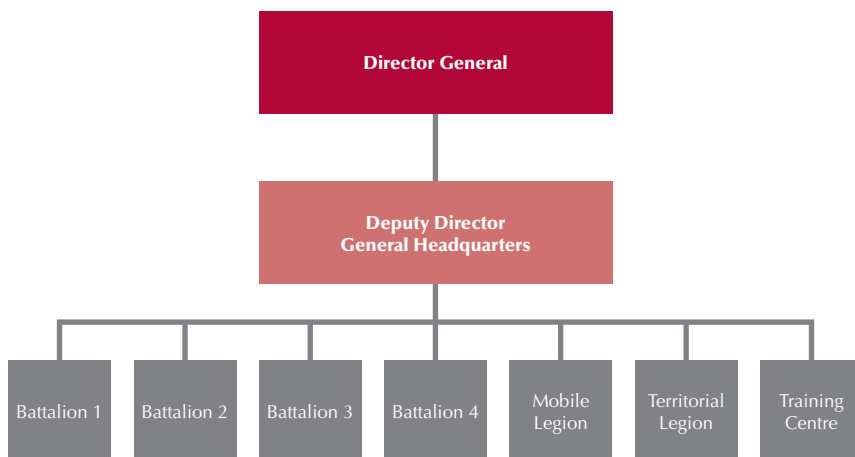 Director General
Deputy Director
General Headquarters
Battalion 1
Battalion 2
Battalion 3
Battalion 4
Mobile
Legion
Territorial
Legion
Training
Centre